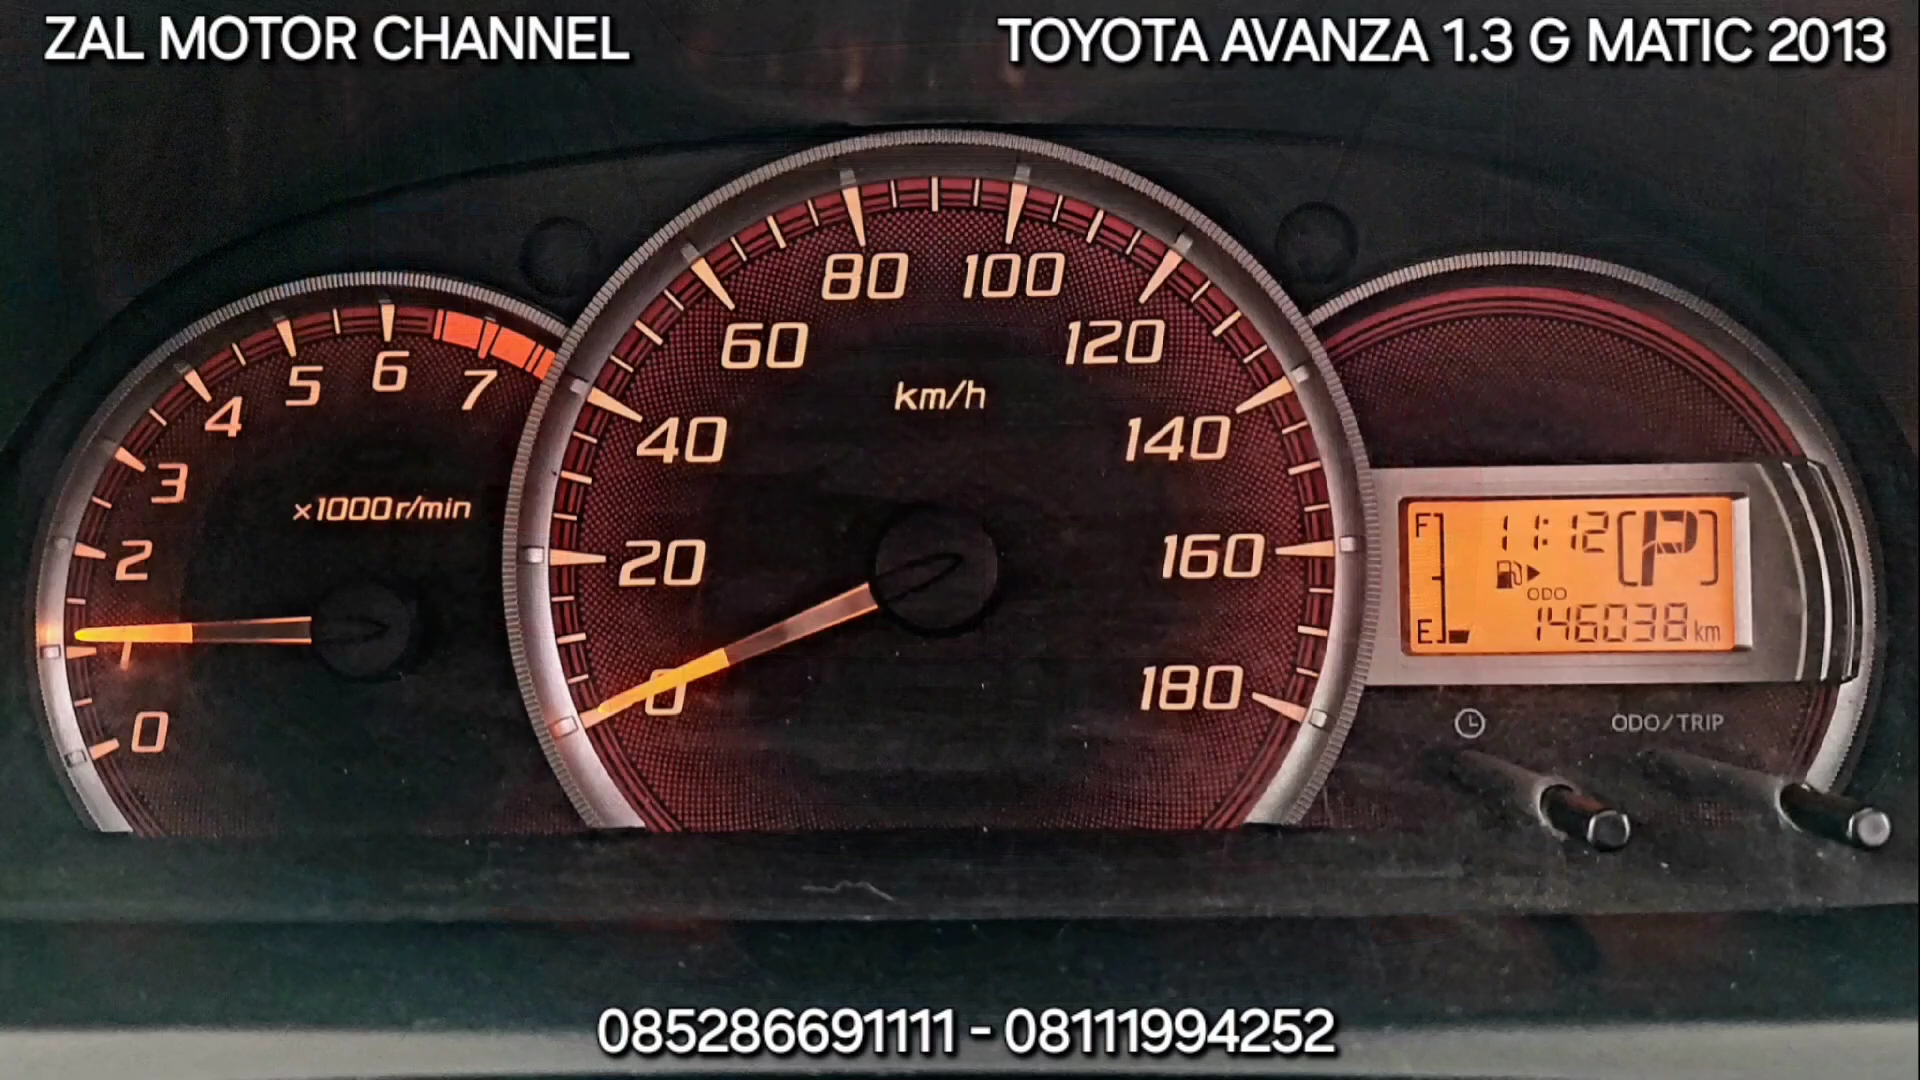 ZAL MOTOR CHANNEL
TOYOTA AVANZA 1.3 G MATIC 2013
0 1 2 3 4 5 6 7
x1000r/min
0 20 40 60 80 100 120 140 160 180
km/h
F 11:12 [P]
ODO
E 146038 km
ODO/TRIP
085286691111 - 08111994252